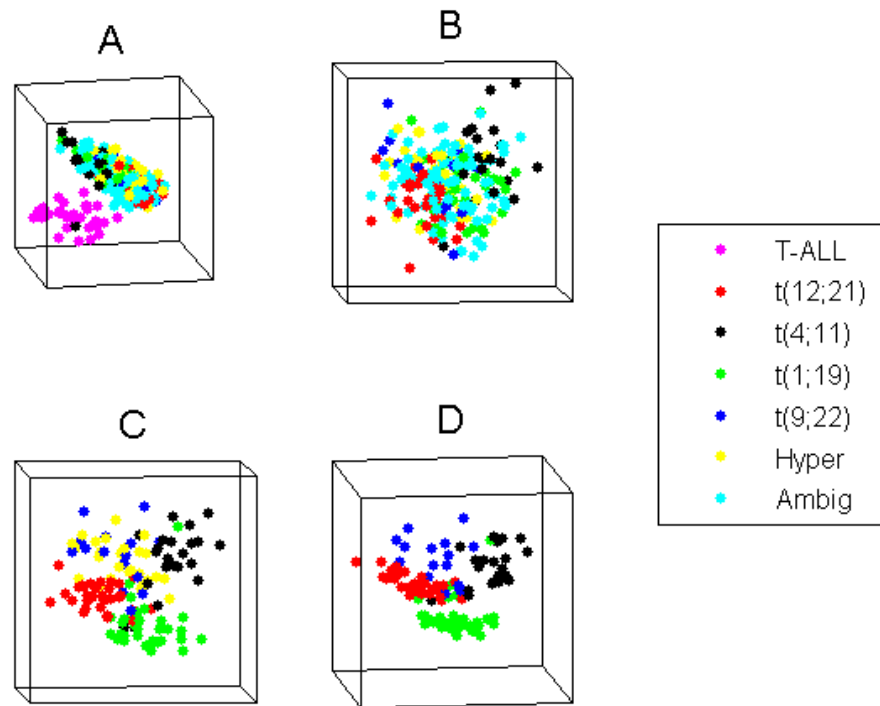 A
B
T-ALL
t(12;21)
t(4;11)
t(1;19)
t(9;22)
Hyper
Ambig
C
D